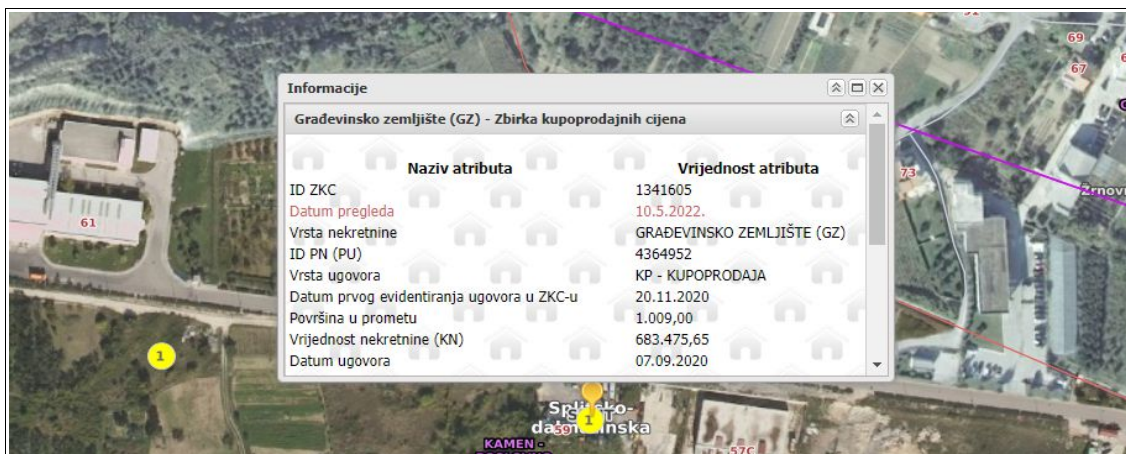 69
67
Informacije
Građevinsko zemljište (GZ) - Zbirka kupoprodajnih cijena
Naziv atributa Vrijednost atributa
ID ZKC 1341605
Datum pregleda 10.5.2022.
Vrsta nekretnine GRAĐEVINSKO ZEMLJIŠTE (GZ)
ID PN (PU) 4364952
Vrsta ugovora KP - KUPOPRODAJA
Datum prvog evidentiranja ugovora u ZKC-u 20.11.2020
Površina u prometu 1.009,00
Vrijednost nekretnine (KN) 683.475,65
Datum ugovora 07.09.2020
73
61
1
1
59
57C
KAMEN -